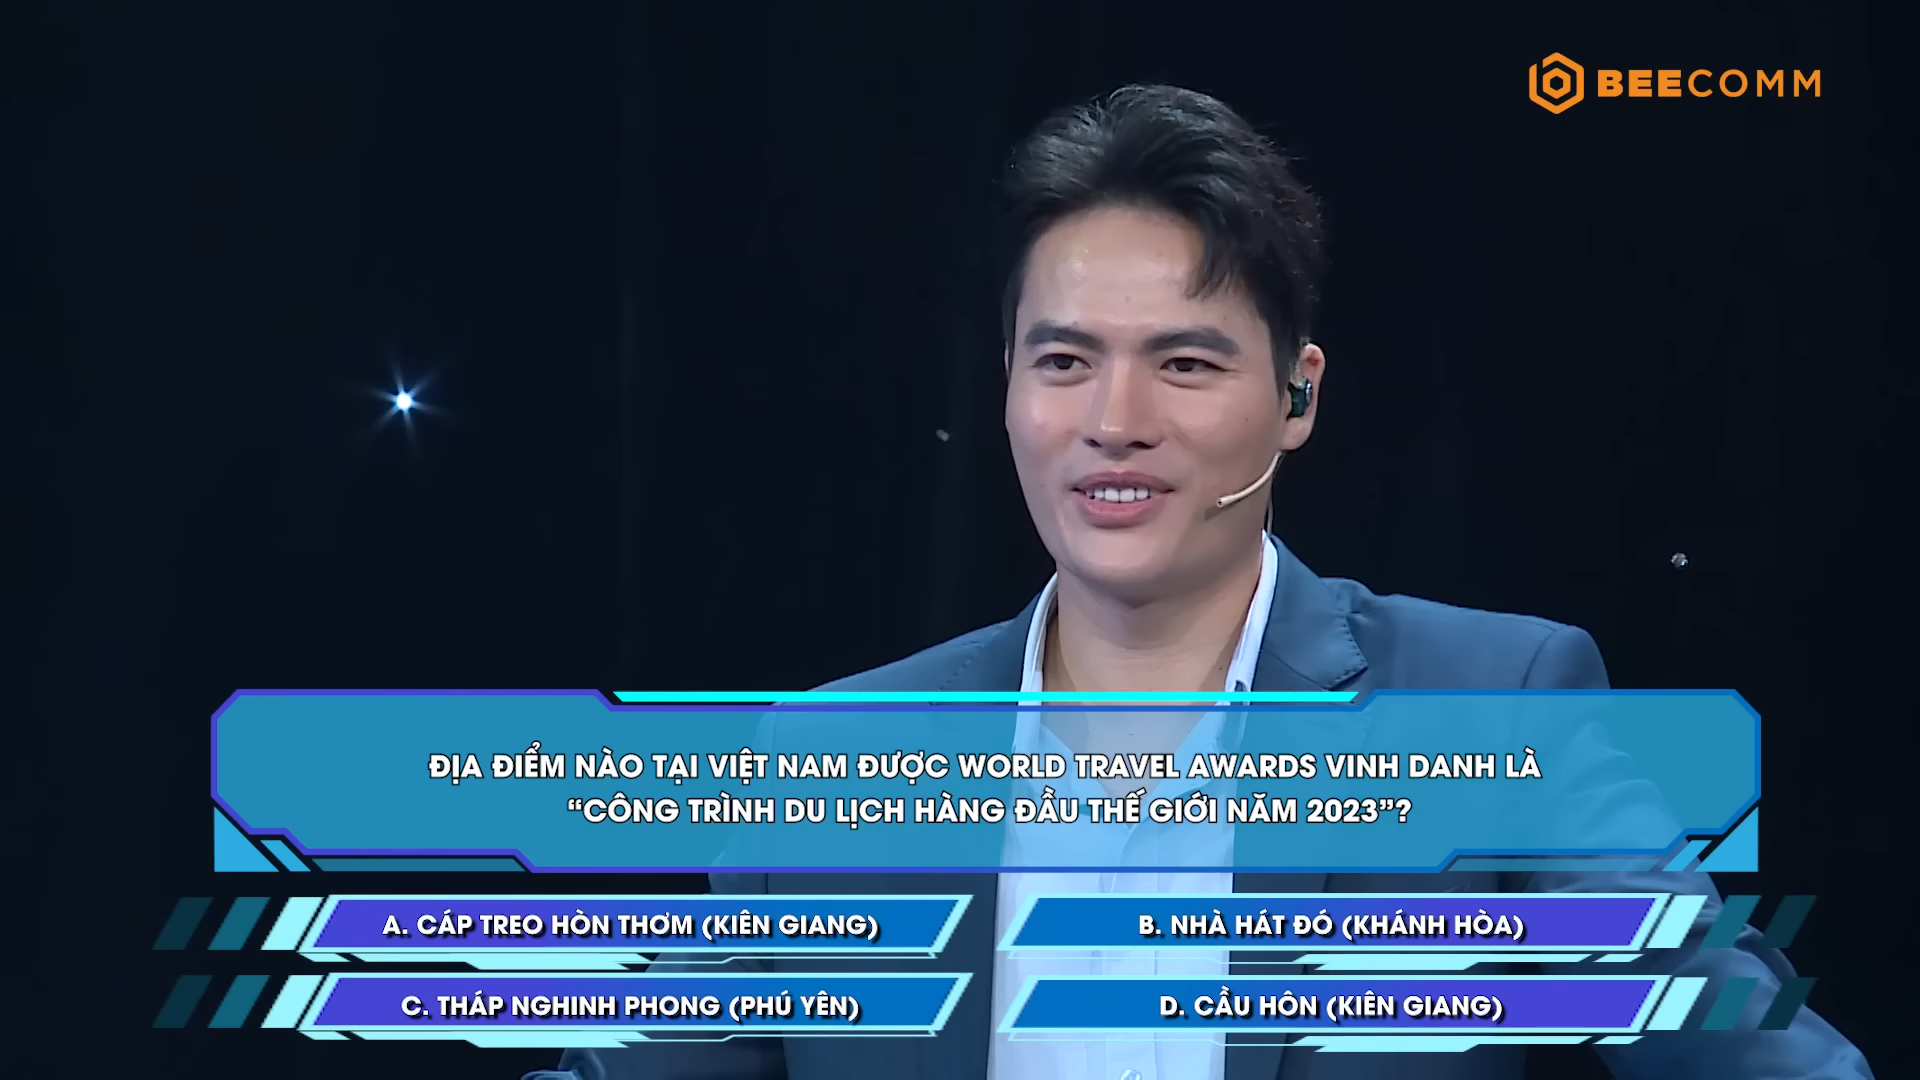 BEECOMM
ĐỊA ĐIỂM NÀO TẠI VIỆT NAM ĐƯỢC WORLD TRAVEL AWARDS VINH DANH LÀ
“CÔNG TRÌNH DU LỊCH HÀNG ĐẦU THẾ GIỚI NĂM 2023”?
A. CÁP TREO HÒN THƠM (KIÊN GIANG)
B. NHÀ HÁT ĐÓ (KHÁNH HÒA)
C. THÁP NGHINH PHONG (PHÚ YÊN)
D. CẦU HÔN (KIÊN GIANG)